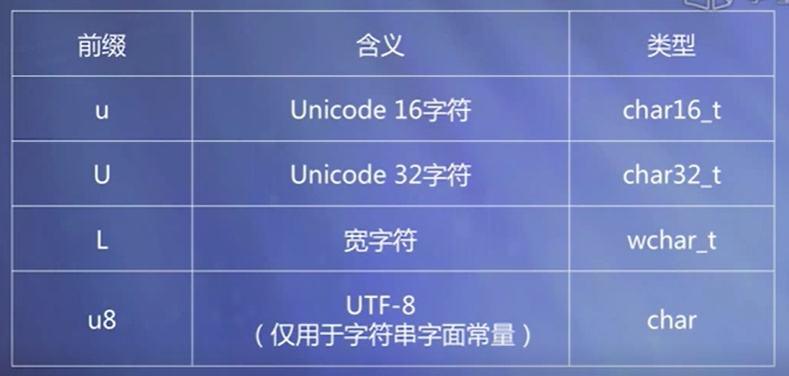 前缀 含义 类型
u Unicode 16字符 char16_t
U Unicode 32字符 char32_t
L 宽字符 wchar_t
u8 UTF-8 char
（仅用于字符串字面常量）